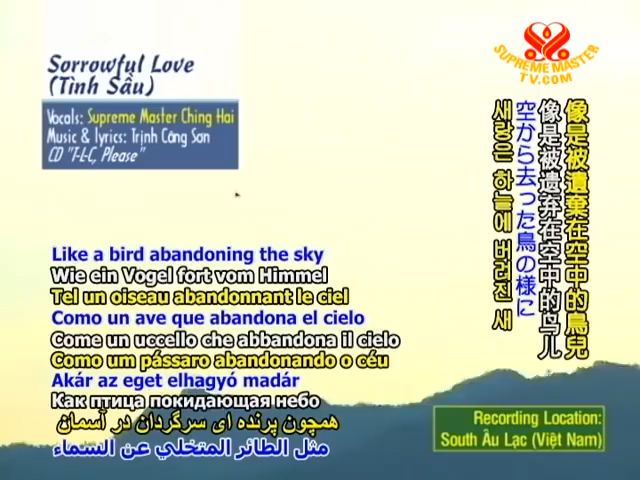 Sorrowful Love
(Tình Sầu)
Vocals: Supreme Master Ching Hai
Music & lyrics: Trịnh Công Sơn
CD "T-L-C, Please"
SUPREME MASTER
TV.COM
像是被遺棄在空中的鳥兒
像是被遗弃在空中的鸟儿
空から去った鳥の様に
새랑은 하늘에 버려진 새
Like a bird abandoning the sky
Wie ein Vogel fort vom Himmel
Tel un oiseau abandonnant le ciel
Como un ave que abandona el cielo
Come un uccello che abbandona il cielo
Como um pássaro abandonando o céu
Akár az eget elhagyó madár
Как птица покидающая небо
همچون پرنده ای سرگردان در آسمان
مثل الطائر المتخلي عن السماء
Recording Location:
South Âu Lạc (Việt Nam)